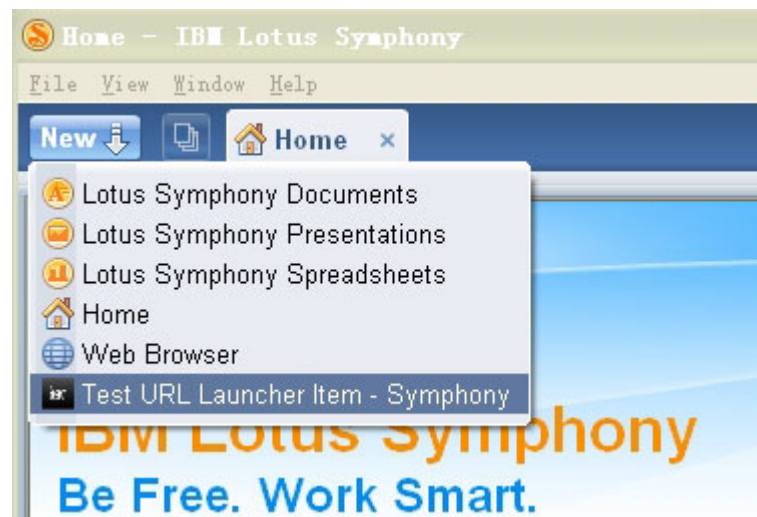 Home - IBM Lotus Symphony
File View Window Help
New Home ×
Lotus Symphony Documents
Lotus Symphony Presentations
Lotus Symphony Spreadsheets
Home
Web Browser
Test URL Launcher Item - Symphony
IBM Lotus Symphony
Be Free. Work Smart.